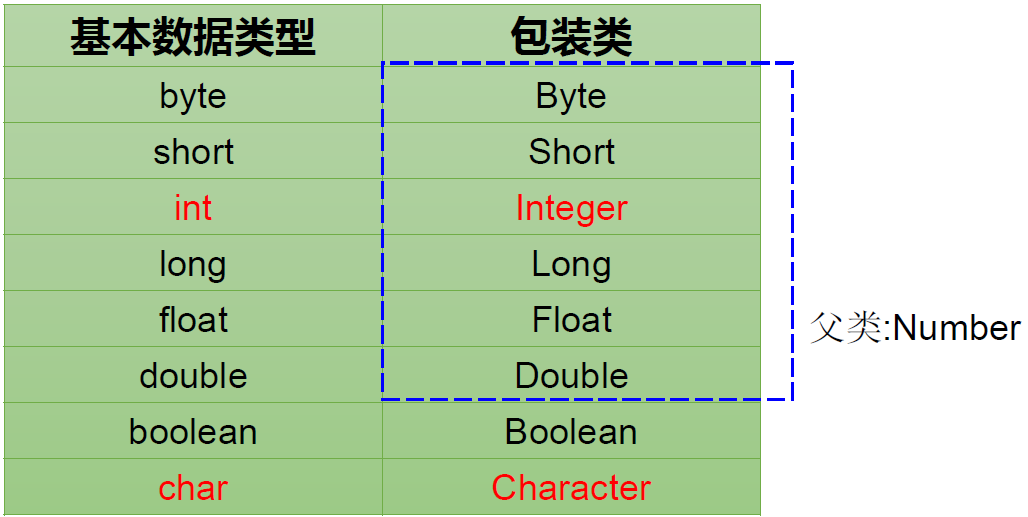 基本数据类型 包装类
byte Byte
short Short
int Integer
long Long
float Float
double Double
boolean Boolean
char Character
父类:Number